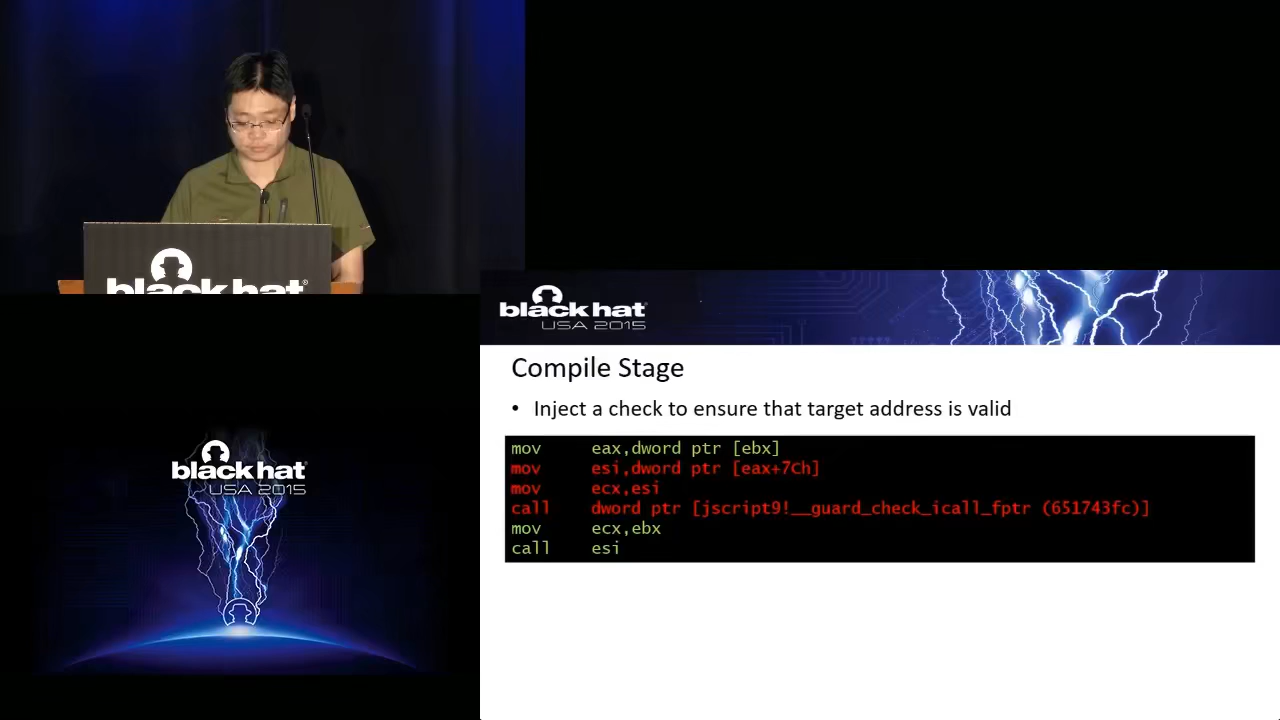 black hat®
black hat®
USA 2015
Compile Stage
• Inject a check to ensure that target address is valid
mov eax,dword ptr [ebx]
mov esi,dword ptr [eax+7Ch]
mov ecx,esi
call dword ptr [jscript9!__guard_check_icall_fptr (651743fc)]
mov ecx,ebx
call esi
black hat®
USA 2015